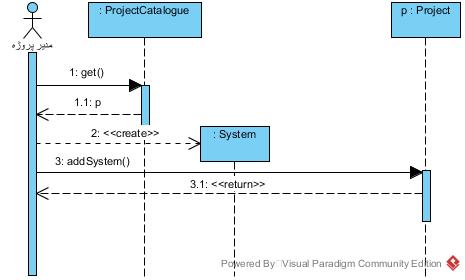 : ProjectCatalogue
p : Project
مدیر پروژه
1: get()
1.1: p
2: <<create>>
: System
3: addSystem()
3.1: <<return>>
Powered By Visual Paradigm Community Edition